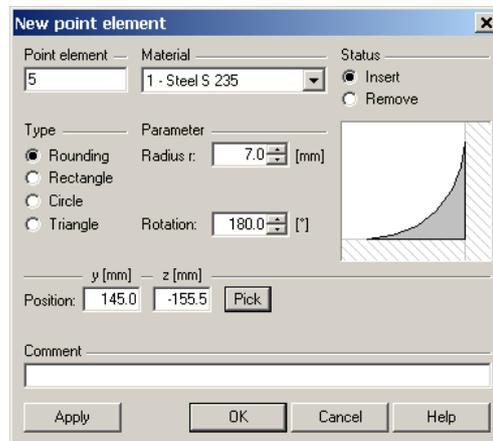 New point element
Point element Material Status
5 1 - Steel S 235 Insert
Remove
Type Parameter
Rounding Radius r: 7.0 [mm]
Rectangle
Circle
Triangle Rotation: 180.0 [°]
y [mm] z [mm]
Position: 145.0 -155.5 Pick
Comment
Apply OK Cancel Help